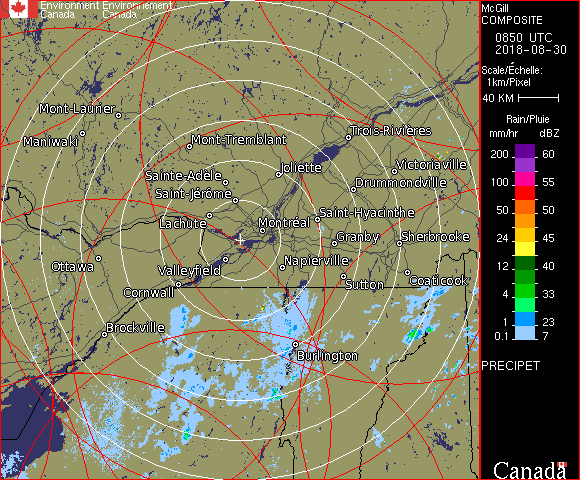 Environment Environnement
Canada Canada
McGill
COMPOSITE
0850 UTC
2018-08-30
Scale/Échelle:
1km/Pixel
40 KM
Rain/Pluie
mm/hr dBZ
200 60
100 55
50 50
24 45
12 40
4 33
1 23
0.1 7
PRECIPET
Canada
Mont-Laurier
Maniwaki
Mont-Tremblant
Trois-Rivières
Sainte-Adèle
Joliette
Victoriaville
Saint-Jérôme
Drummondville
Lachute
Montréal
Saint-Hyacinthe
Granby
Sherbrooke
Ottawa
Valleyfield
Napierville
Cornwall
Sutton
Coaticook
Brockville
Burlington